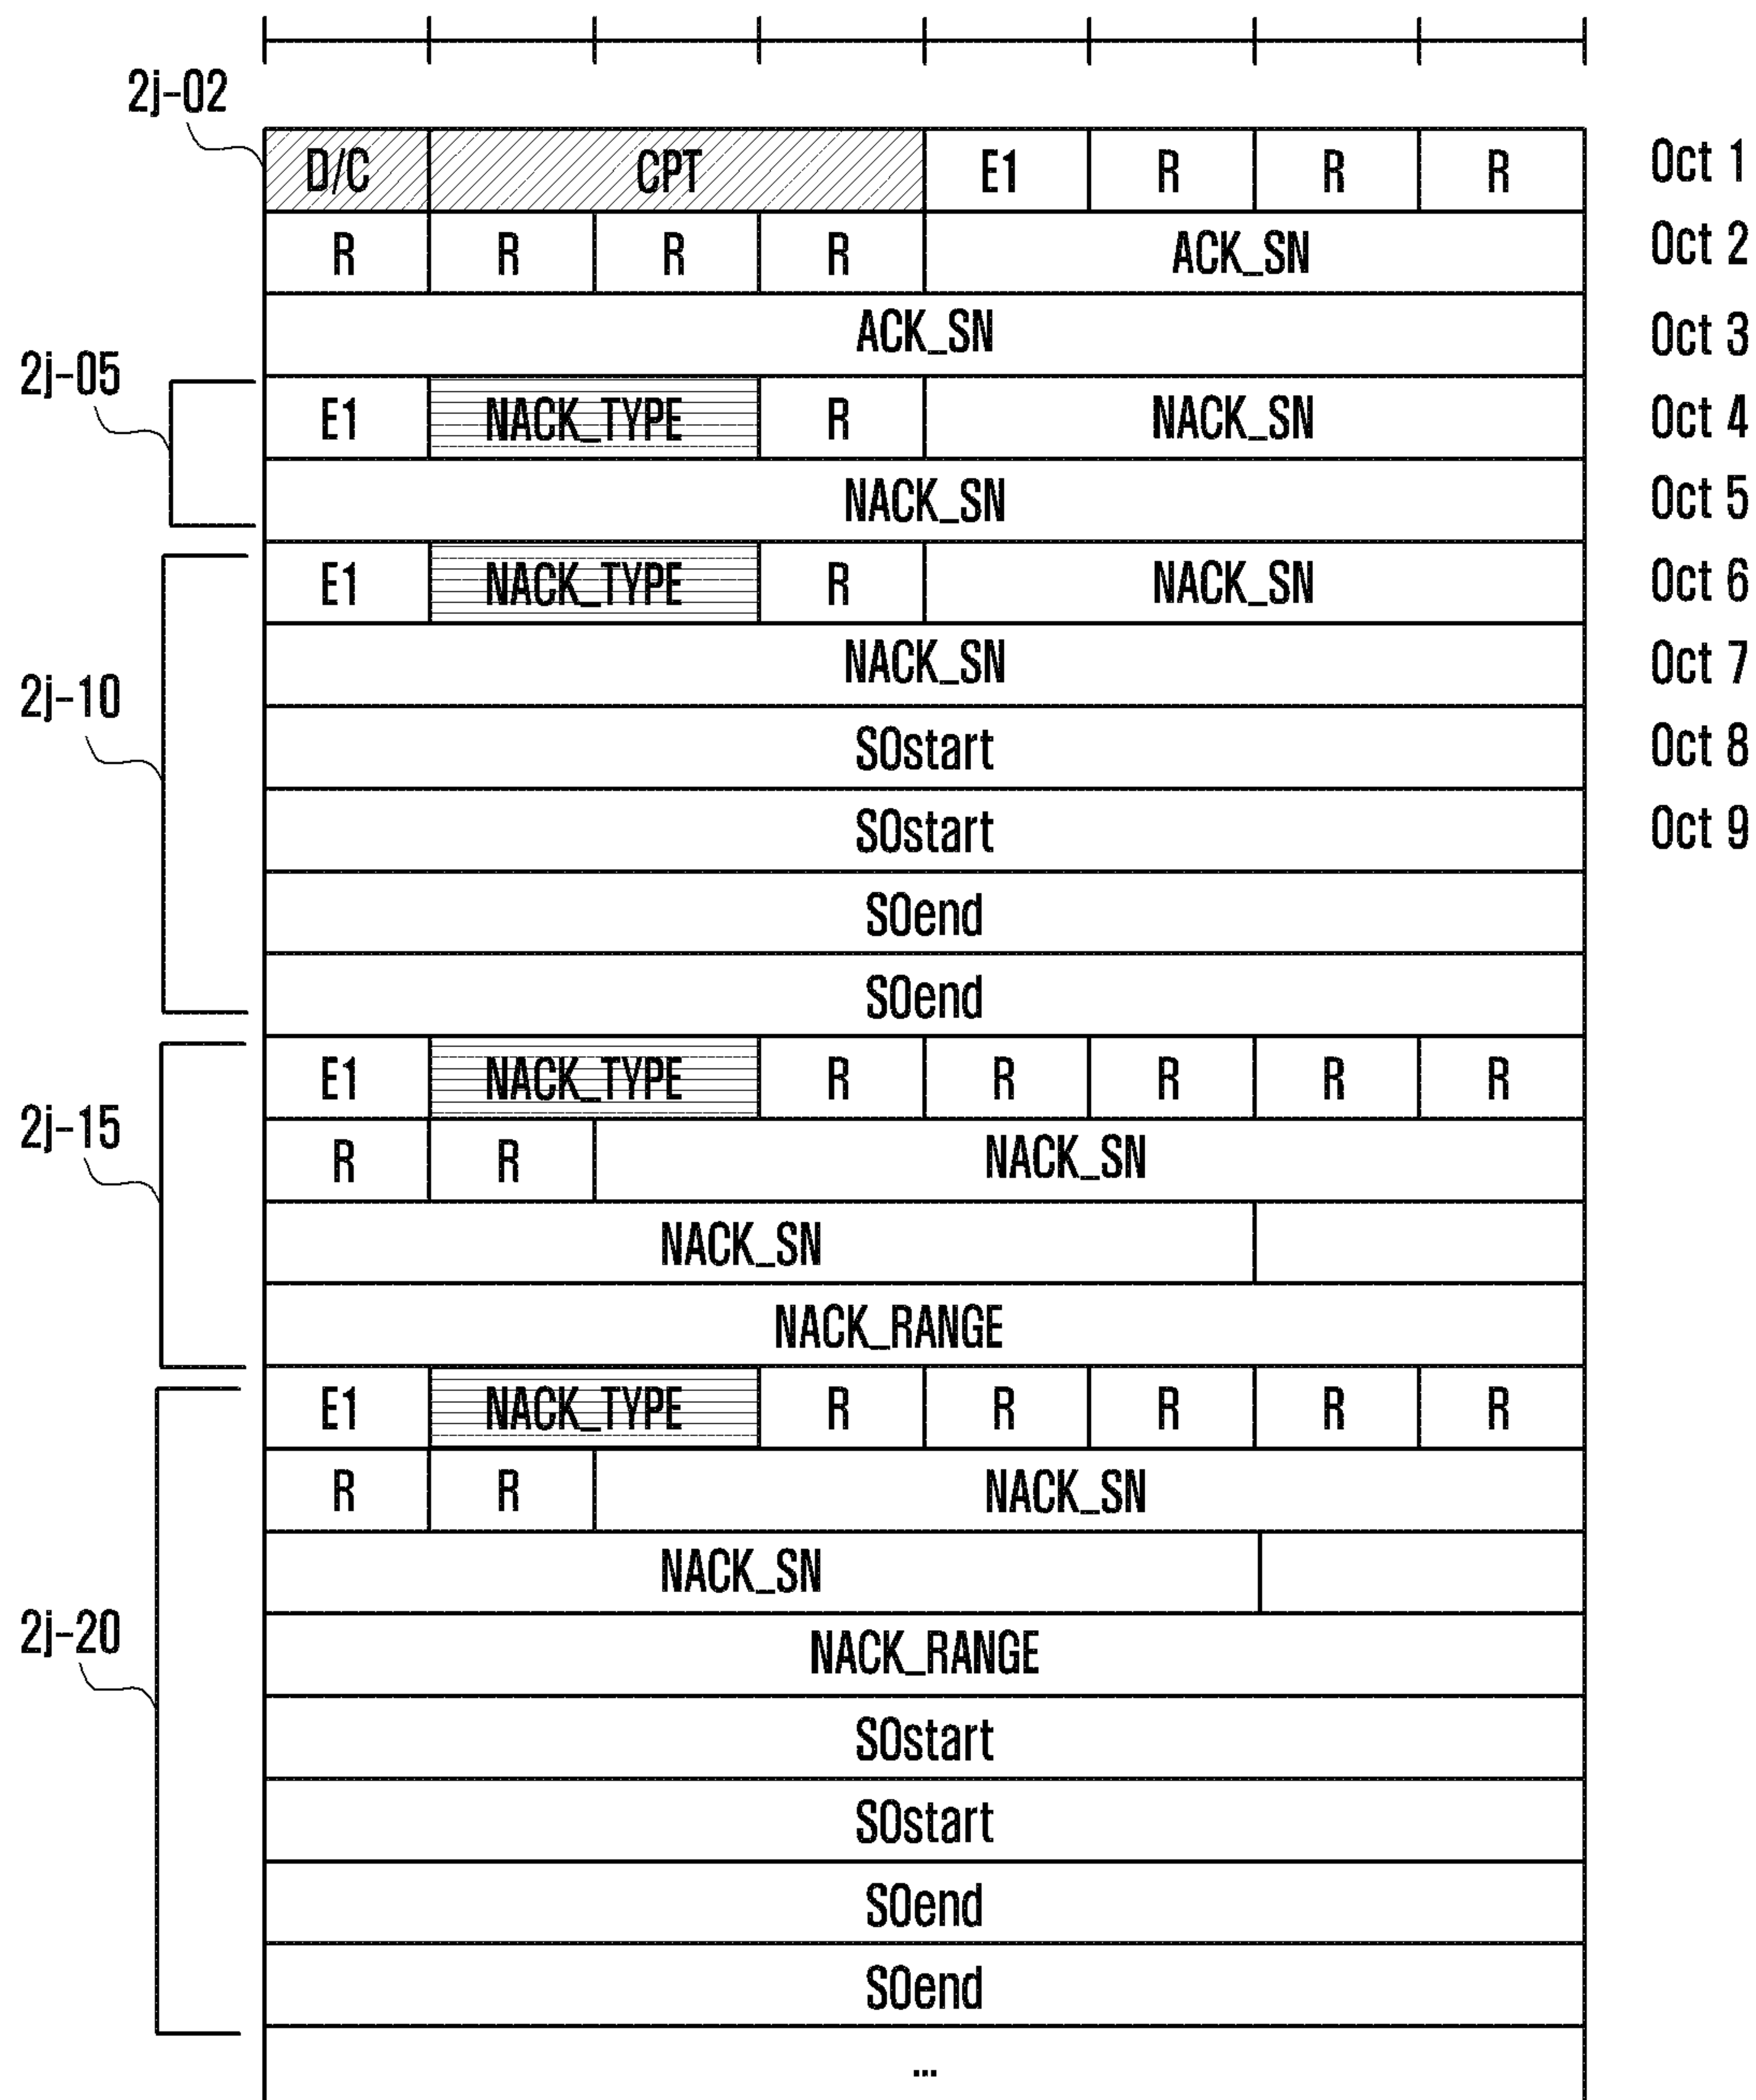 2j-02
D/C CPT E1 R R R Oct 1
R R R R ACK_SN Oct 2
ACK_SN Oct 3
2j-05
E1 NACK_TYPE R NACK_SN Oct 4
NACK_SN Oct 5
E1 NACK_TYPE R NACK_SN Oct 6
NACK_SN Oct 7
2j-10
SOstart Oct 8
SOstart Oct 9
SOend
SOend
E1 NACK_TYPE R R R R R
2j-15
R R NACK_SN
NACK_SN
NACK_RANGE
E1 NACK_TYPE R R R R R
R R NACK_SN
NACK_SN
2j-20
NACK_RANGE
SOstart
SOstart
SOend
SOend
...